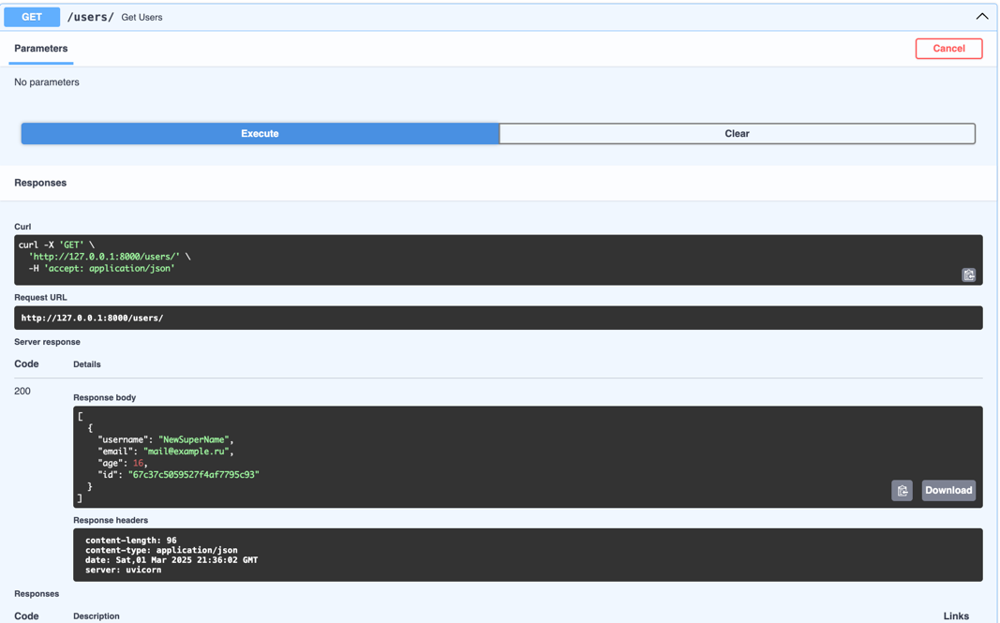 GET /users/ Get Users
Parameters Cancel
No parameters
Execute Clear
Responses
Curl
curl -X 'GET' \
  'http://127.0.0.1:8000/users/' \
  -H 'accept: application/json'
Request URL
http://127.0.0.1:8000/users/
Server response
Code Details
200
Response body
[
  {
    "username": "NewSuperName",
    "email": "mail@example.ru",
    "age": 16,
    "id": "67c37c5059527f4af7795c93"
  }
]
Download
Response headers
content-length: 96
content-type: application/json
date: Sat,01 Mar 2025 21:36:02 GMT
server: uvicorn
Responses
Code Description Links